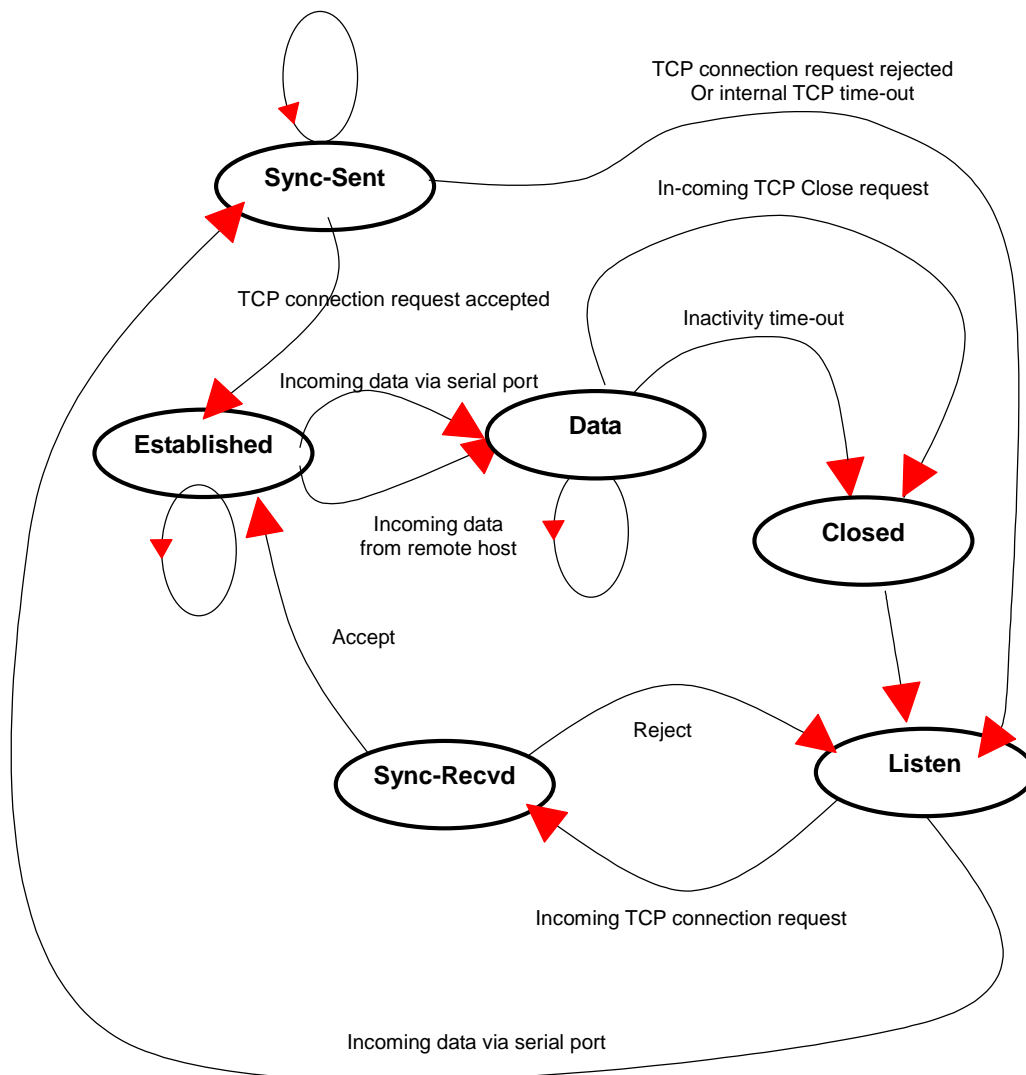 TCP connection request rejected
Or internal TCP time-out
Sync-Sent
In-coming TCP Close request
TCP connection request accepted
Inactivity time-out
Incoming data via serial port
Data
Established
Incoming data
from remote host
Closed
Accept
Reject
Listen
Sync-Recvd
Incoming TCP connection request
Incoming data via serial port